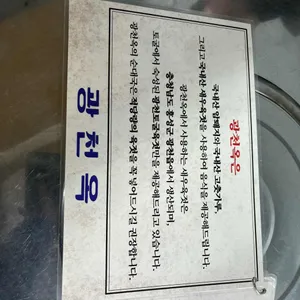 광천옥은
국내산 암돼지와 국내산 고춧가루,
그리고 국내산 새우육젓을 사용하여 음식을 제공해드립니다.
광천옥에서 사용하는 새우육젓은
충청남도 홍성군 광천읍에서 생산되며,
토굴에서 숙성된 광천토굴육젓만을 제공해드리고 있습니다.
광천옥의 순대국은 적당량의 육젓을 꼭 넣어드시길 권장합니다.
광천옥